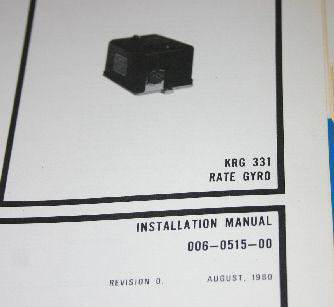 KRG 331
RATE GYRO
INSTALLATION MANUAL
006-0515-00
REVISION 0, AUGUST, 1980